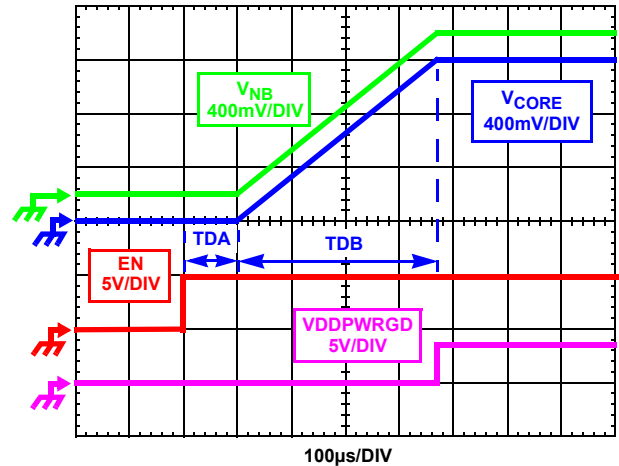 VNB
400mV/DIV
VCORE
400mV/DIV
TDA
TDB
EN
5V/DIV
VDDPWRGD
5V/DIV
100µs/DIV